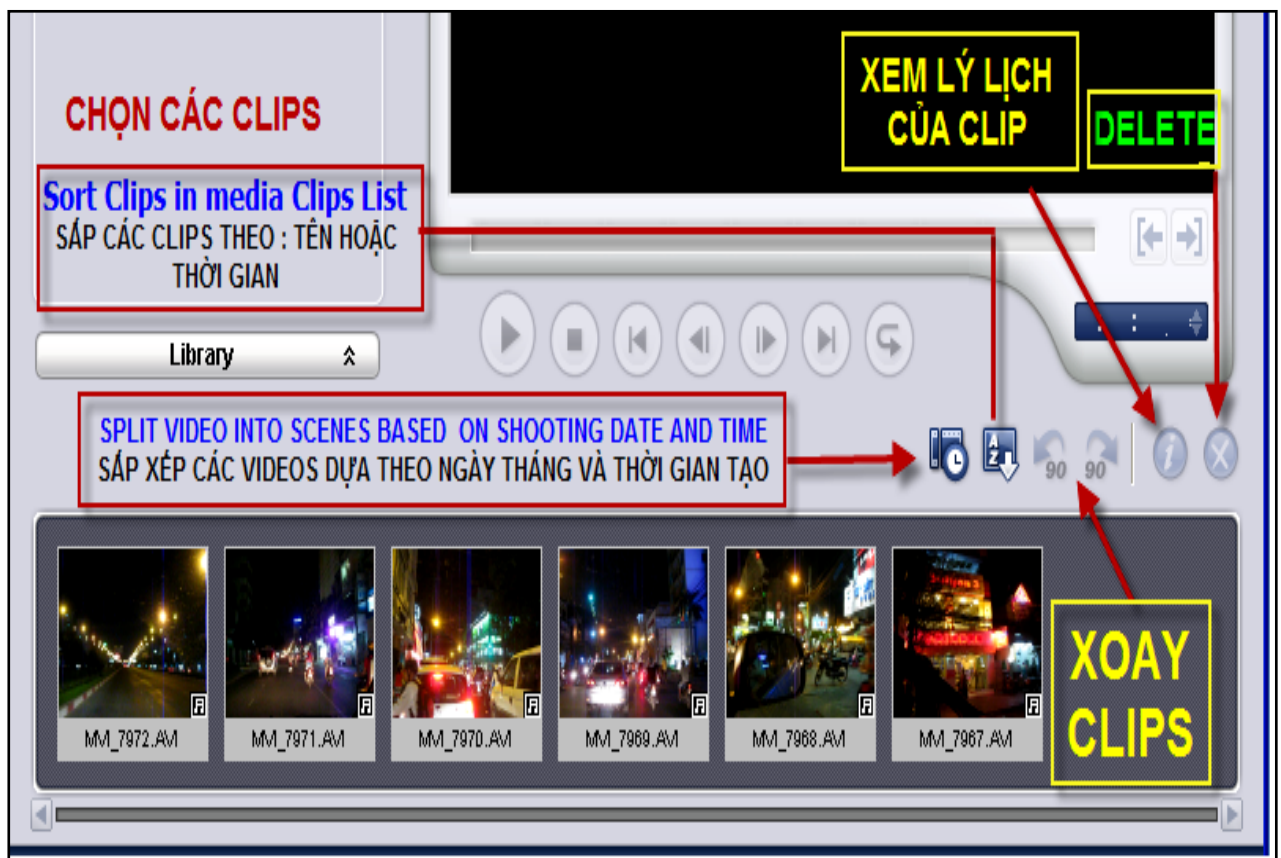 XEM LÝ LỊCH
CỦA CLIP
DELETE
CHỌN CÁC CLIPS
Sort Clips in media Clips List
SẮP CÁC CLIPS THEO : TÊN HOẶC
THỜI GIAN
Library
SPLIT VIDEO INTO SCENES BASED ON SHOOTING DATE AND TIME
SẮP XẾP CÁC VIDEOS DỰA THEO NGÀY THÁNG VÀ THỜI GIAN TẠO
A
Z
90
90
i
MVI_7972.AVI
MVI_7971.AVI
MVI_7970.AVI
MVI_7969.AVI
MVI_7968.AVI
MVI_7967.AVI
XOAY
CLIPS